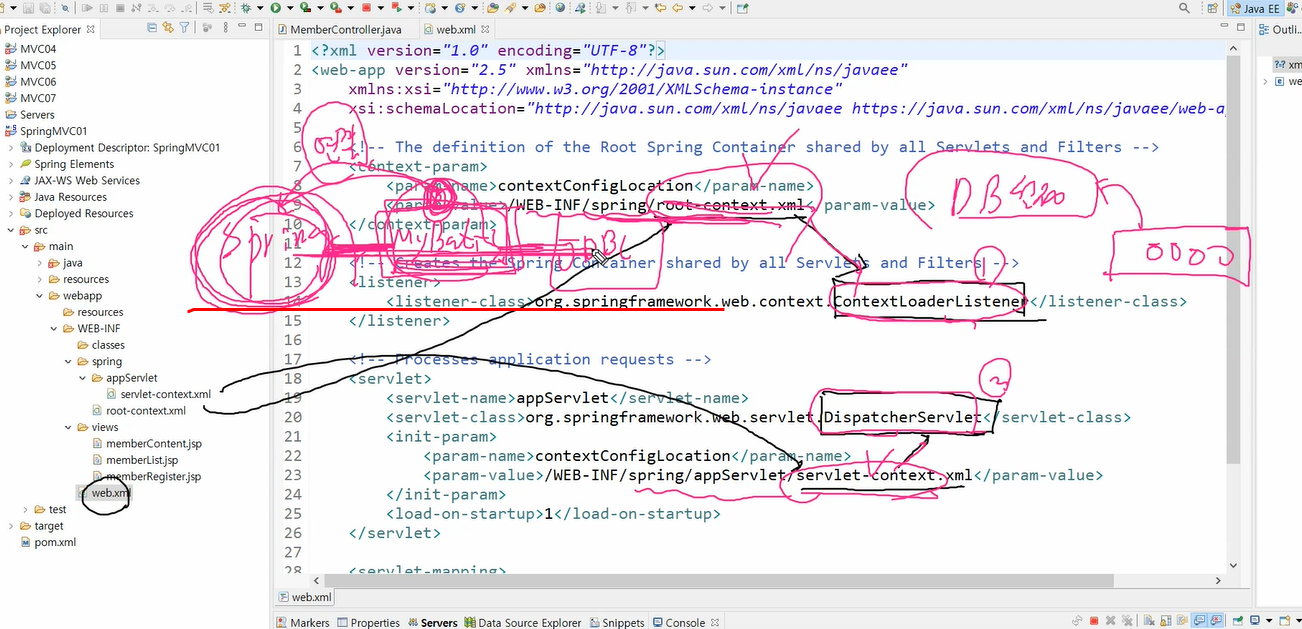 Java EE
Project Explorer
MemberController.java
web.xml
Outli..
MVC04
MVC05
MVC06
MVC07
Servers
SpringMVC01
Deployment Descriptor: SpringMVC01
Spring Elements
JAX-WS Web Services
Java Resources
Deployed Resources
src
main
java
resources
webapp
resources
WEB-INF
classes
spring
appServlet
servlet-context.xml
root-context.xml
views
memberContent.jsp
memberList.jsp
memberRegister.jsp
web.xml
test
target
pom.xml
1 <?xml version="1.0" encoding="UTF-8"?>
2 <web-app version="2.5" xmlns="http://java.sun.com/xml/ns/javaee"
3 xmlns:xsi="http://www.w3.org/2001/XMLSchema-instance"
4 xsi:schemaLocation="http://java.sun.com/xml/ns/javaee https://java.sun.com/xml/ns/javaee/web-a
5
6 <!-- The definition of the Root Spring Container shared by all Servlets and Filters -->
7 <context-param>
8 <param-name>contextConfigLocation</param-name>
9 <param-value>/WEB-INF/spring/root-context.xml</param-value>
10 </context-param>
11
12 <!-- Creates the Spring Container shared by all Servlets and Filters -->
13 <listener>
14 <listener-class>org.springframework.web.context.ContextLoaderListener</listener-class>
15 </listener>
16
17 <!-- Processes application requests -->
18 <servlet>
19 <servlet-name>appServlet</servlet-name>
20 <servlet-class>org.springframework.web.servlet.DispatcherServlet</servlet-class>
21 <init-param>
22 <param-name>contextConfigLocation</param-name>
23 <param-value>/WEB-INF/spring/appServlet/servlet-context.xml</param-value>
24 </init-param>
25 <load-on-startup>1</load-on-startup>
26 </servlet>
27
28 <servlet-mapping>
Spring
MyBatis
JDBC
DB
0000
1
2
web.xml
Markers
Properties
Servers
Data Source Explorer
Snippets
Console
xm
we